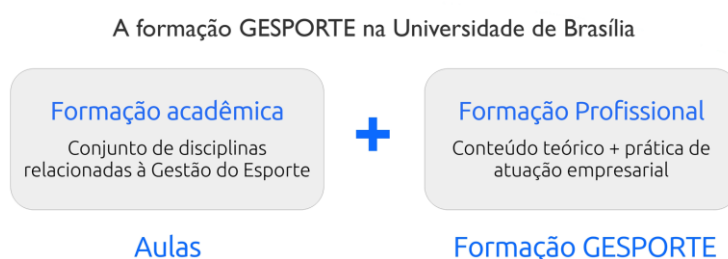 A formação GESPORTE na Universidade de Brasília
Formação acadêmica
Conjunto de disciplinas
relacionadas à Gestão do Esporte
+
Formação Profissional
Conteúdo teórico + prática de
atuação empresarial
Aulas
Formação GESPORTE